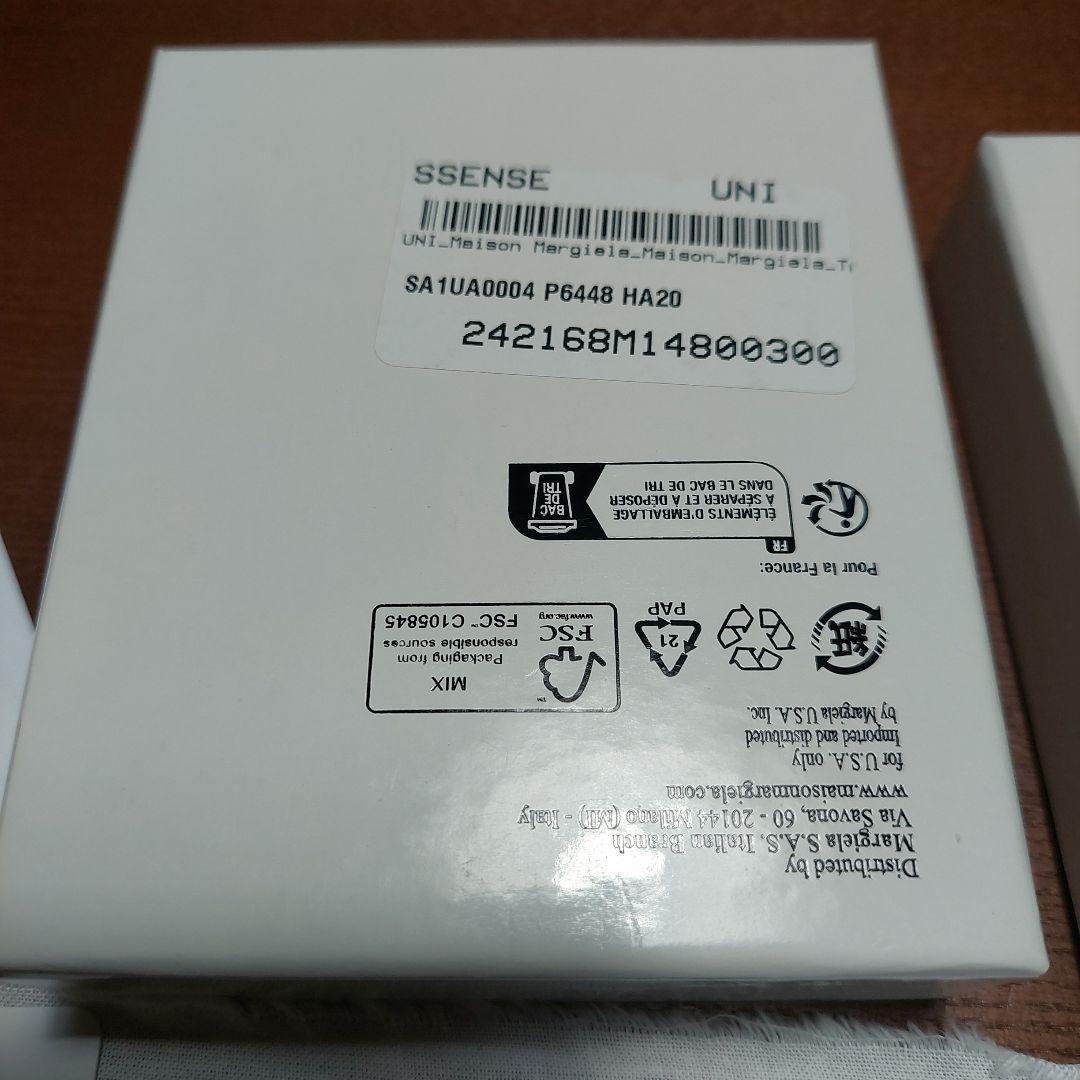 SSENSE UNI
UNI_Maison Margiela_Maison_Margiela_T
SA1UA0004 P6448 HA20
242168M14800300
Distributed by
Margiela S.A.S. Italian Branch
Via Savona, 60 - 20144 Milano (MI) - Italy
www.maisonmargiela.com
for U.S.A. only
Imported and distributed
by Margiela U.S.A. Inc.
紙
21
PAP
™
FSC
www.fsc.org
MIX
Packaging from
responsible sources
FSC™ C105845
Pour la France:
FR
ÉLÉMENTS D'EMBALLAGE
À SÉPARER ET À DÉPOSER
DANS LE BAC DE TRI
BAC
DE
TRI